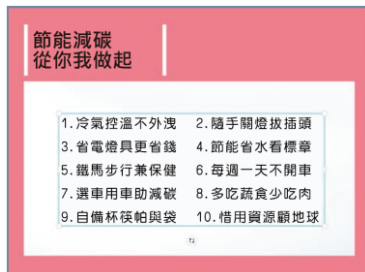 節能減碳
從你我做起
1.冷氣控溫不外洩 2.隨手關燈拔插頭
3.省電燈具更省錢 4.節能省水看標章
5.鐵馬步行兼保健 6.每週一天不開車
7.選車用車助減碳 8.多吃蔬食少吃肉
9.自備杯筷帕與袋 10.惜用資源顧地球